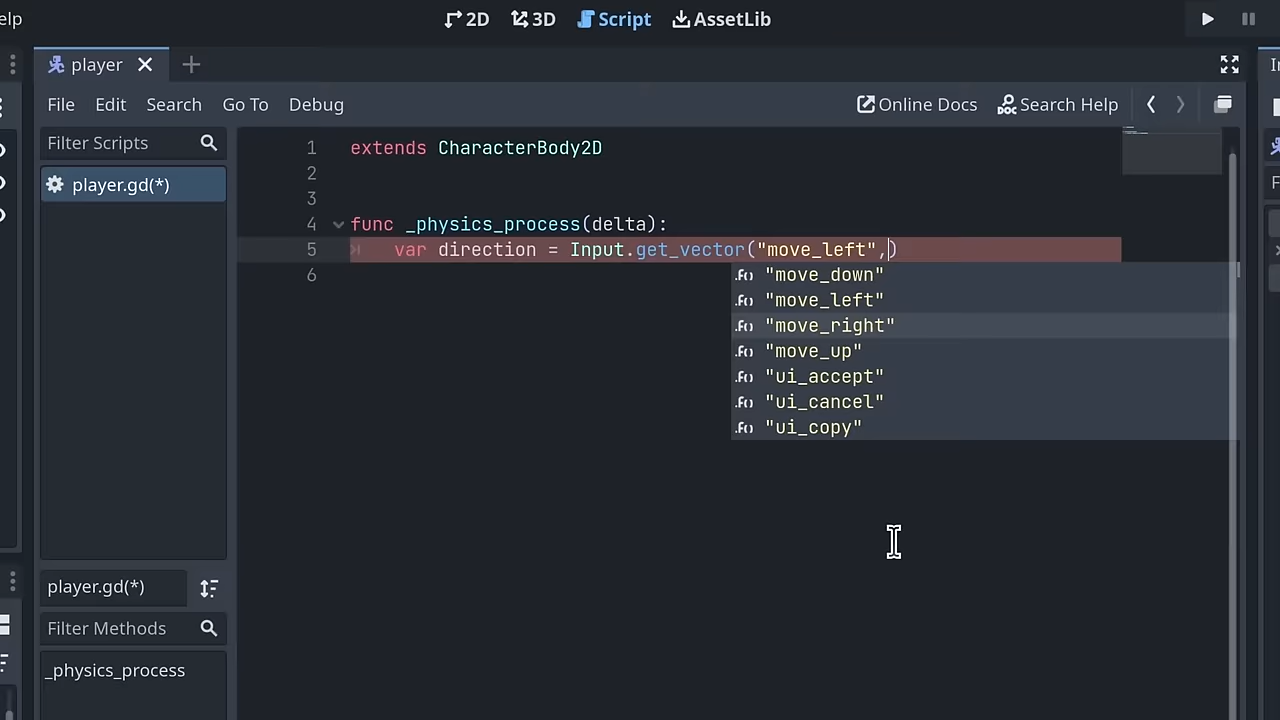 elp
2D 3D Script AssetLib
player
File Edit Search Go To Debug Online Docs Search Help
Filter Scripts
player.gd(*)
1 extends CharacterBody2D
2
3
4 func _physics_process(delta):
5 var direction = Input.get_vector("move_left",)
6
"move_down"
"move_left"
"move_right"
"move_up"
"ui_accept"
"ui_cancel"
"ui_copy"
player.gd(*)
Filter Methods
_physics_process